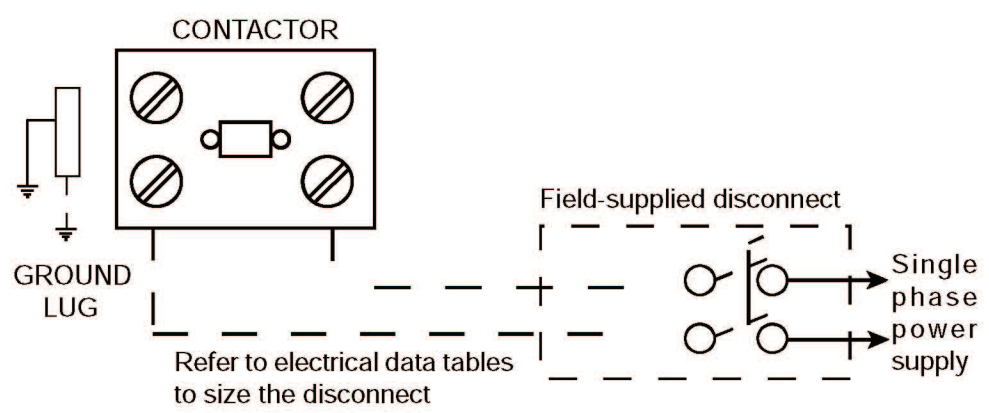 CONTACTOR
GROUND
LUG
Field-supplied disconnect
Single
phase
power
supply
Refer to electrical data tables
to size the disconnect